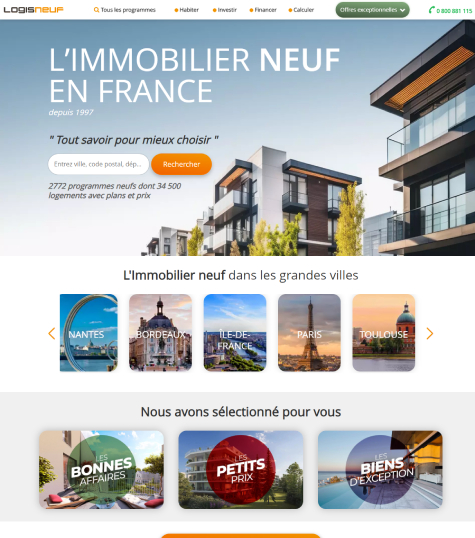 LOGISNEUF
Tous les programmes
Habiter
Investir
Financer
Calculer
Offres exceptionnelles
0 800 881 115
L'IMMOBILIER NEUF
EN FRANCE
depuis 1997
" Tout savoir pour mieux choisir "
Entrez ville, code postal, dép...
Rechercher
2772 programmes neufs dont 34 500
logements avec plans et prix
L'Immobilier neuf dans les grandes villes
NANTES
BORDEAUX
ÎLE-DE-
FRANCE
PARIS
TOULOUSE
Nous avons sélectionné pour vous
LES
BONNES
AFFAIRES
LES
PETITS
PRIX
LES
BIENS
D'EXCEPTION